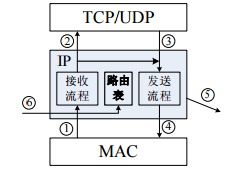 TCP/UDP
② ③
IP
接收 路由 发送
流程 表 流程
⑥ ⑤
① ④
MAC